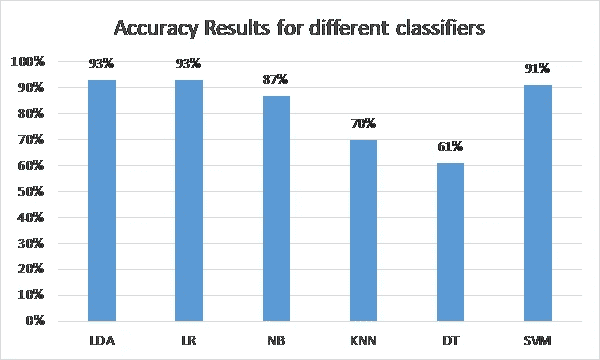 Accuracy Results for different classifiers
100%
90%
80%
70%
60%
50%
40%
30%
20%
10%
0%
93%
93%
87%
70%
61%
91%
LDA
LR
NB
KNN
DT
SVM